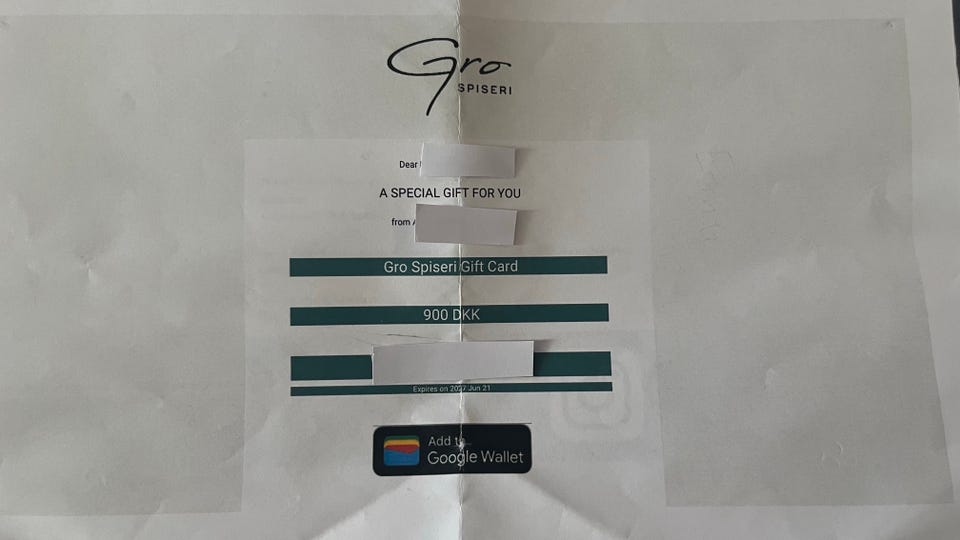 Gro
SPISERI
Dear
A SPECIAL GIFT FOR YOU
from A
Gro Spiseri Gift Card
900 DKK
Expires on 2027 Jun 21
Add to
Google Wallet